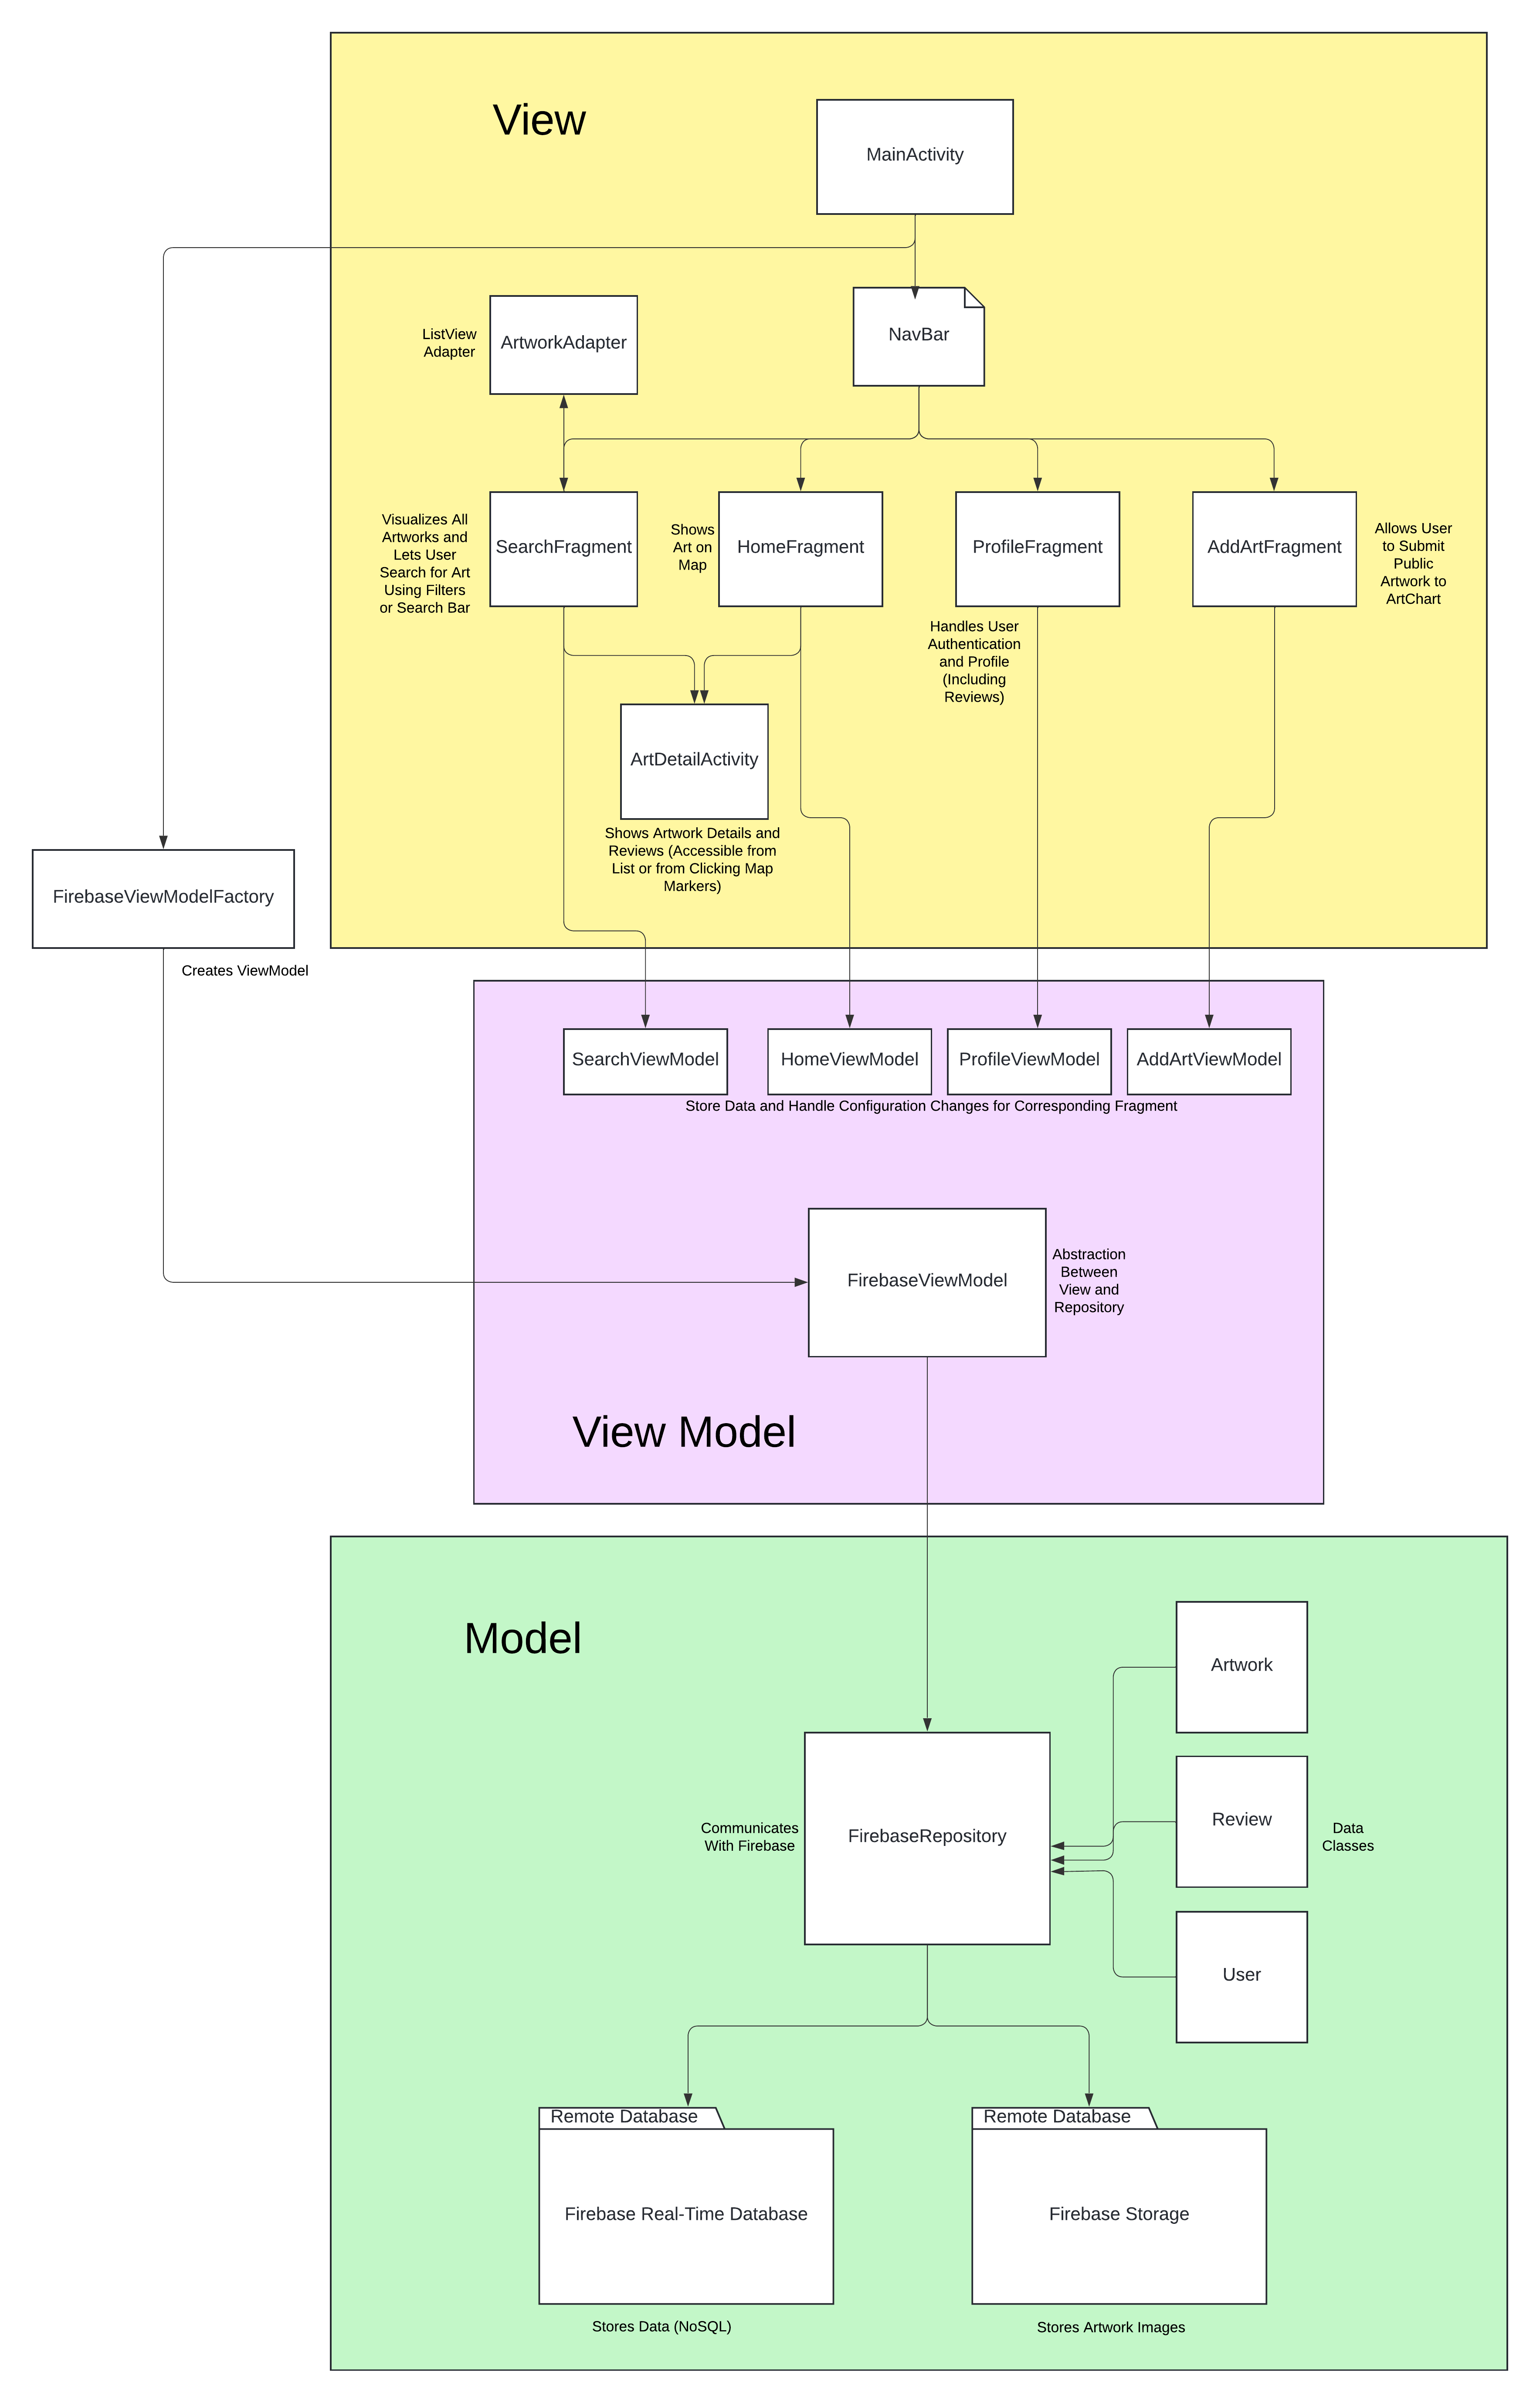 View
MainActivity
ListView
Adapter
ArtworkAdapter
NavBar
Visualizes All
Artworks and
Lets User
Search for Art
Using Filters
or Search Bar
SearchFragment
Shows
Art on
Map
HomeFragment
ProfileFragment
Handles User
Authentication
and Profile
(Including
Reviews)
AddArtFragment
Allows User
to Submit
Public
Artwork to
ArtChart
ArtDetailActivity
Shows Artwork Details and
Reviews (Accessible from
List or from Clicking Map
Markers)
FirebaseViewModelFactory
Creates ViewModel
SearchViewModel
HomeViewModel
ProfileViewModel
AddArtViewModel
Store Data and Handle Configuration Changes for Corresponding Fragment
FirebaseViewModel
Abstraction
Between
View and
Repository
View Model
Model
Artwork
Communicates
With Firebase
FirebaseRepository
Review
Data
Classes
User
Remote Database
Firebase Real-Time Database
Stores Data (NoSQL)
Remote Database
Firebase Storage
Stores Artwork Images